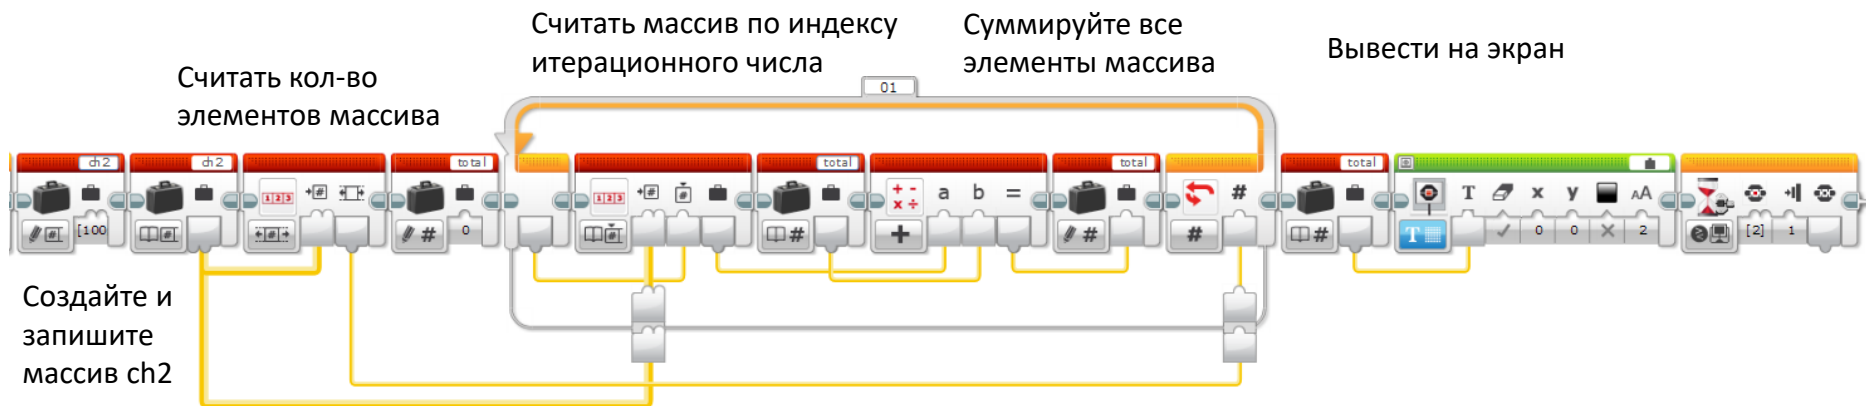 Считать массив по индексу
итерационного числа
Суммируйте все
элементы массива
Вывести на экран
Считать кол-во
элементов массива
01
ch2
ch2
total
total
total
total
[100
#
0
#
a b =
#
#
#
T x y AA
T
0 0 2
[2] 1
Создайте и
запишите
массив ch2